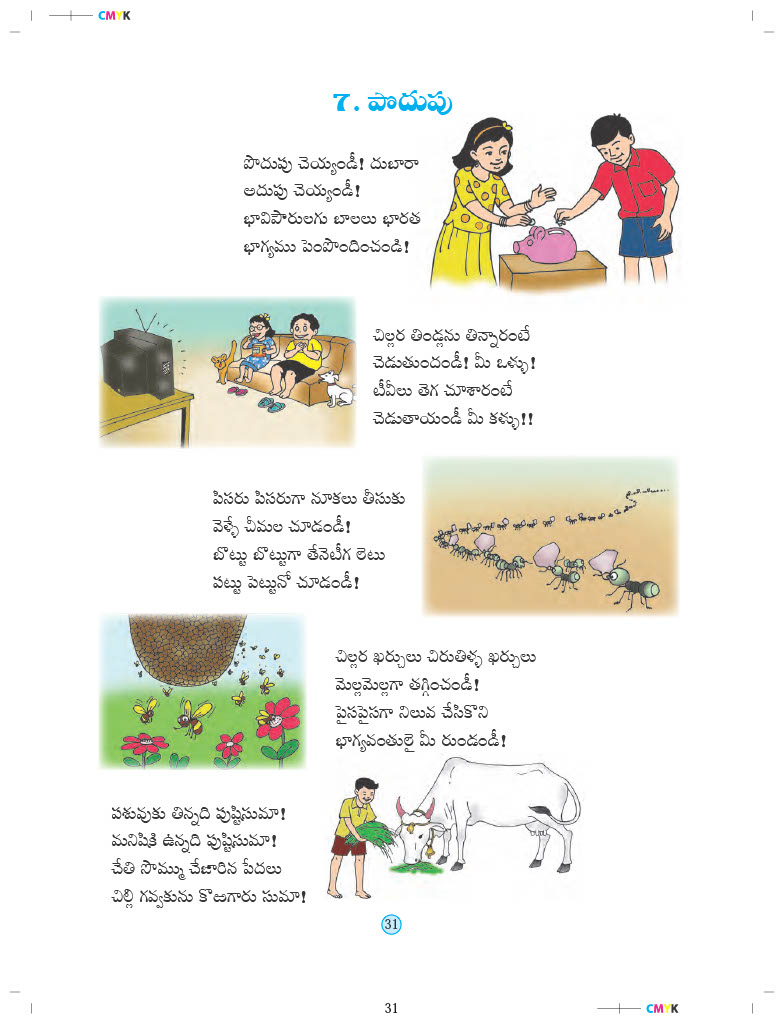 CMYK
7. పొదుపు
పొదుపు చెయ్యండీ! దుబారా
అదుపు చెయ్యండీ!
భావిపౌరులగు బాలలు భారత
భాగ్యము పెంపొందించండి!
చిల్లర తిండ్లను తిన్నారంటే
చెడుతుందండీ! మీ ఒళ్ళు!
టీవీలు తెగ చూశారంటే
చెడుతాయండీ మీ కళ్ళు!!
పిసరు పిసరుగా నూకలు తీసుకు
వెళ్ళే చీమల చూడండీ!
బొట్టు బొట్టుగా తేనెటీగ లెటు
పట్టు పెట్టునో చూడండీ!
చిల్లర ఖర్చులు చిరుతిళ్ళ ఖర్చులు
మెల్లమెల్లగా తగ్గించండీ!
పైసపైసగా నిలువ చేసికొని
భాగ్యవంతులై మీ రుండండీ!
పశువుకు తిన్నది పుష్టిసుమా!
మనిషికి ఉన్నది పుష్టిసుమా!
చేతి సొమ్ము చేజారిన పేదలు
చిల్లి గవ్వకును కొఱగారు సుమా!
31
31
CMYK